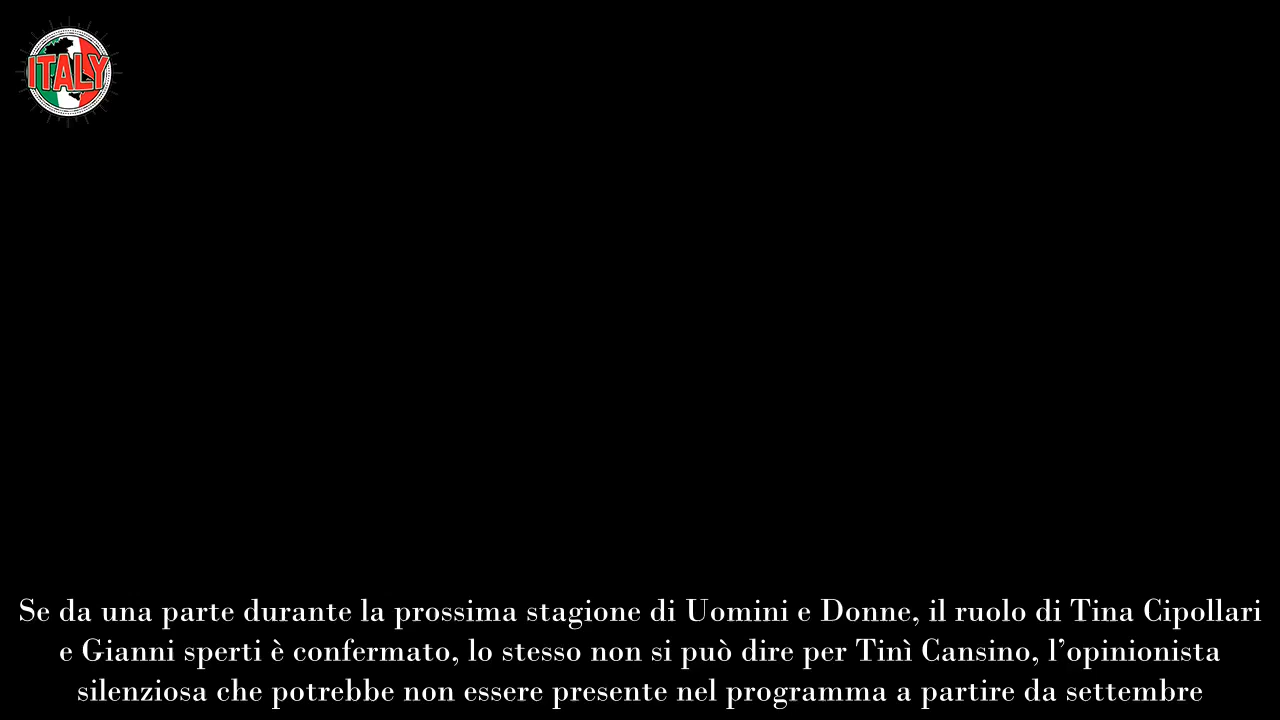 ITALY
Se da una parte durante la prossima stagione di Uomini e Donne, il ruolo di Tina Cipollari
e Gianni sperti è confermato, lo stesso non si può dire per Tinì Cansino, l’opinionista
silenziosa che potrebbe non essere presente nel programma a partire da settembre